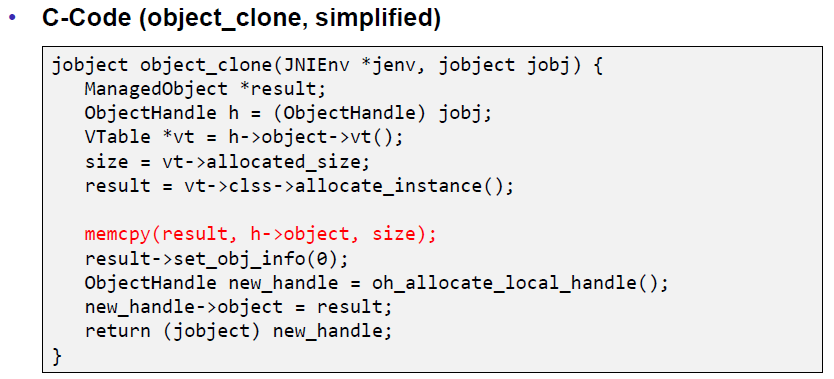 • C-Code (object_clone, simplified)
jobject object_clone(JNIEnv *jenv, jobject jobj) {
ManagedObject *result;
ObjectHandle h = (ObjectHandle) jobj;
VTable *vt = h->object->vt();
size = vt->allocated_size;
result = vt->clss->allocate_instance();
memcpy(result, h->object, size);
result->set_obj_info(0);
ObjectHandle new_handle = oh_allocate_local_handle();
new_handle->object = result;
return (jobject) new_handle;
}